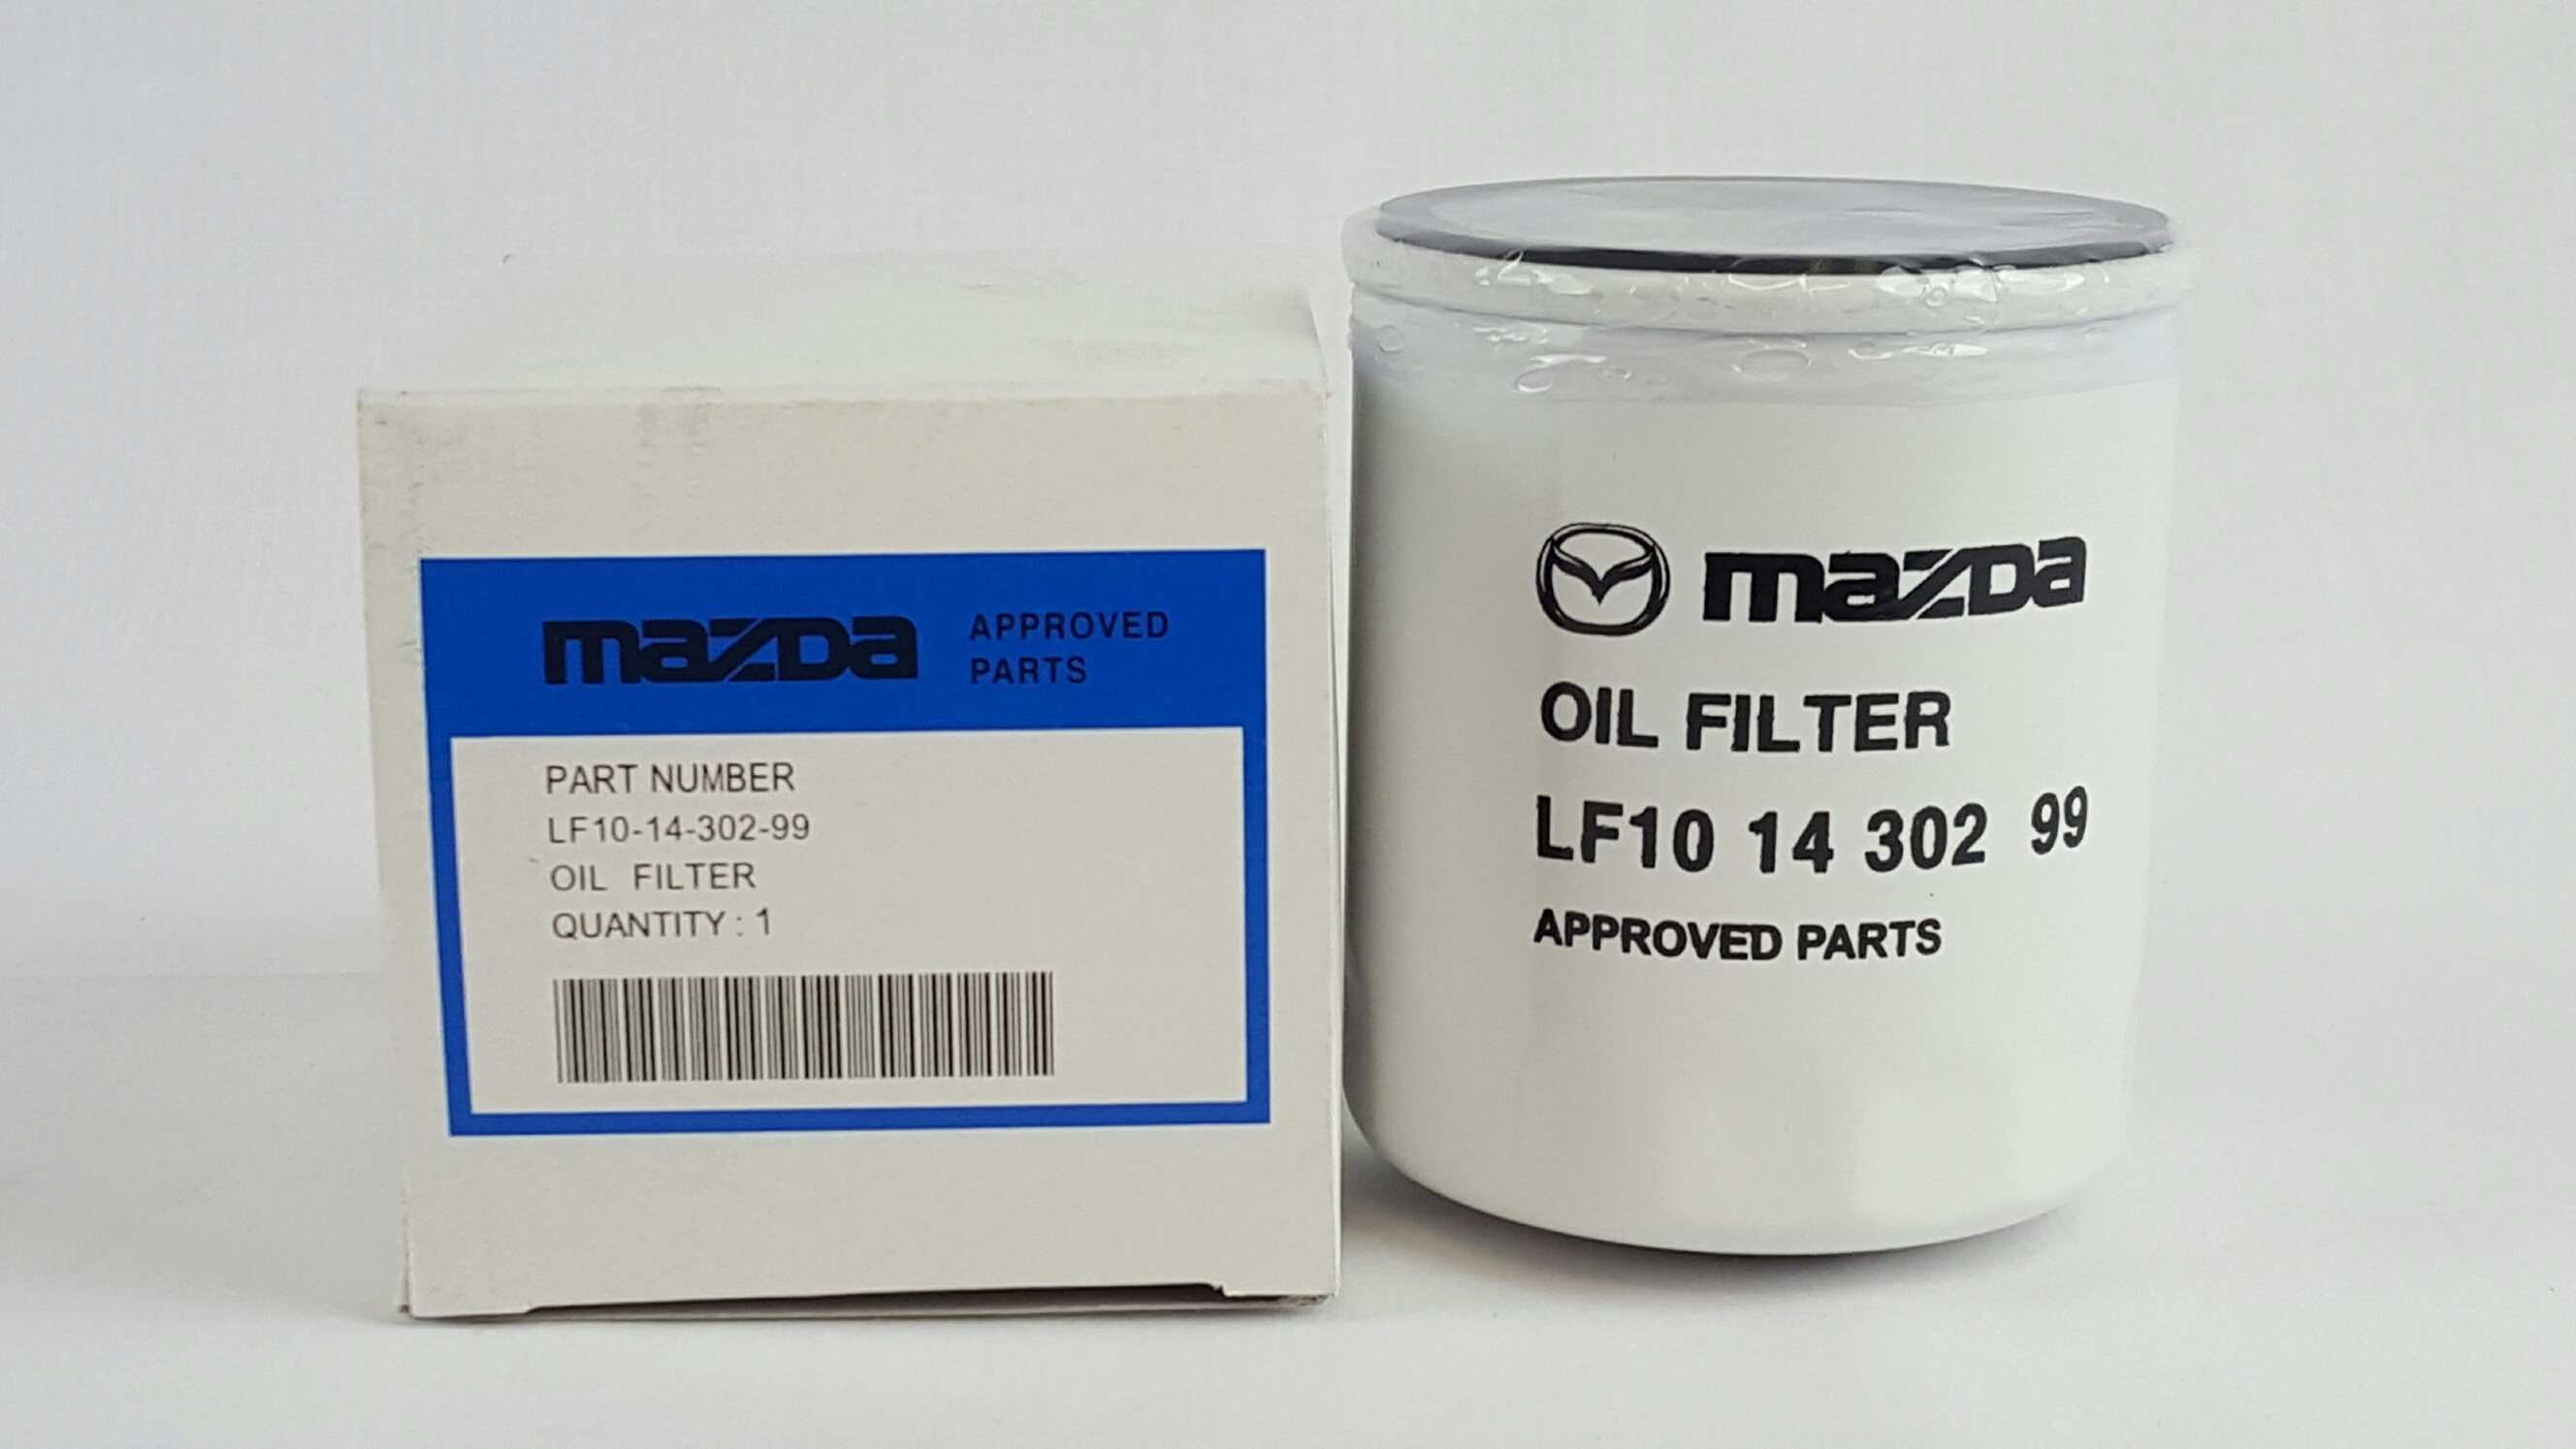 mazda APPROVED
PARTS
PART NUMBER
LF10-14-302-99
OIL FILTER
QUANTITY : 1
mazda
OIL FILTER
LF10 14 302 99
APPROVED PARTS